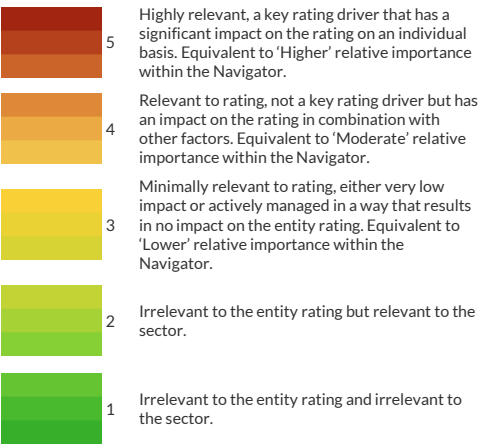 Highly relevant, a key rating driver that has a
significant impact on the rating on an individual
5
basis. Equivalent to ‘Higher’ relative importance
within the Navigator.
Relevant to rating, not a key rating driver but has
an impact on the rating in combination with
4
other factors. Equivalent to ‘Moderate’ relative
importance within the Navigator.
Minimally relevant to rating, either very low
impact or actively managed in a way that results
3
in no impact on the entity rating. Equivalent to
‘Lower’ relative importance within the
Navigator.
2
Irrelevant to the entity rating but relevant to the
sector.
1
Irrelevant to the entity rating and irrelevant to
the sector.